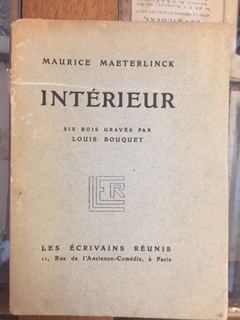 MAURICE MAETERLINCK
INTÉRIEUR
SIX BOIS GRAVÉS PAR
LOUIS BOUQUET
LES ÉCRIVAINS RÉUNIS
11, Rue de l'Ancienne-Comédie, à Paris